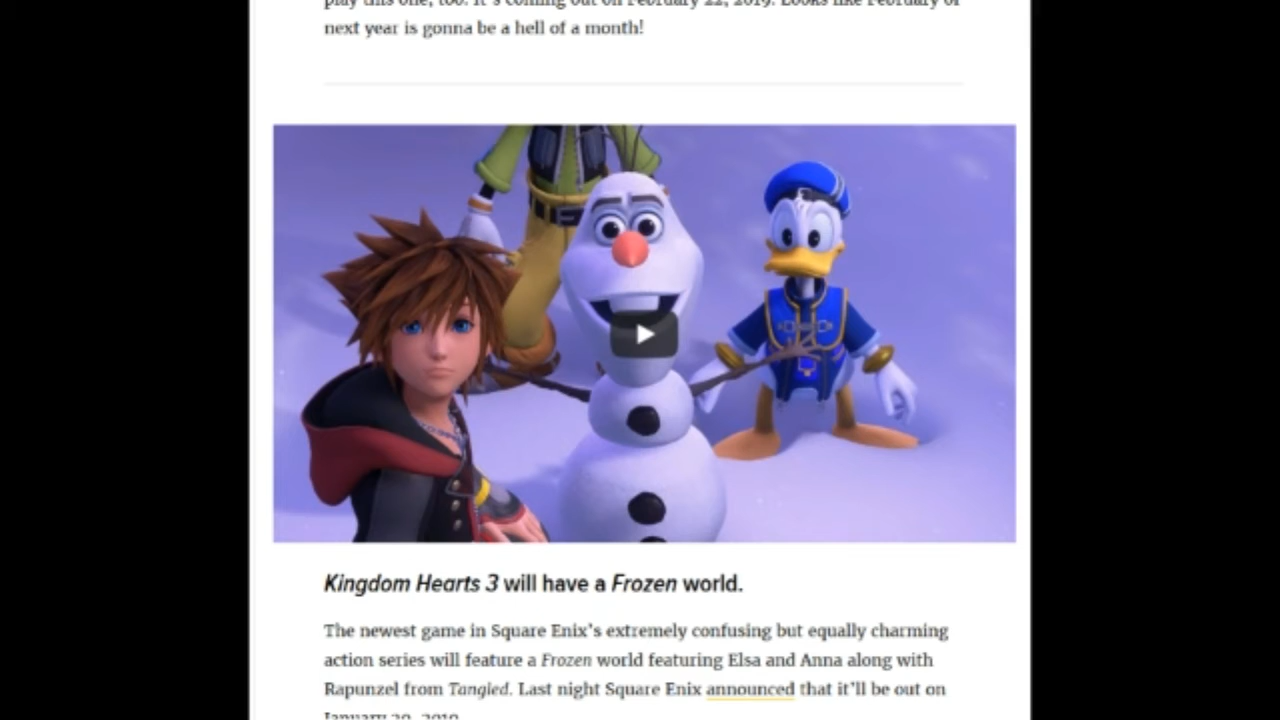 play this one, too. It's coming out on February 22, 2019. Looks like February of
next year is gonna be a hell of a month!
Kingdom Hearts 3 will have a Frozen world.
The newest game in Square Enix's extremely confusing but equally charming
action series will feature a Frozen world featuring Elsa and Anna along with
Rapunzel from Tangled. Last night Square Enix announced that it'll be out on
January 29, 2019.